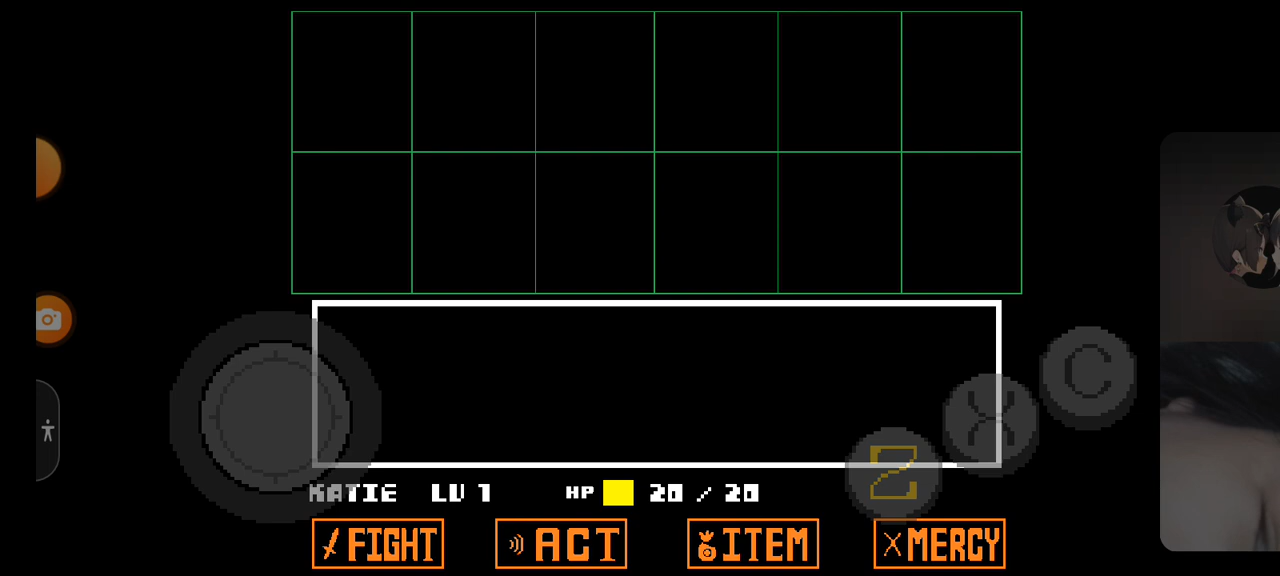 C
X
Z
KATIE LV 1 HP 20 / 20
FIGHT ACT ITEM MERCY